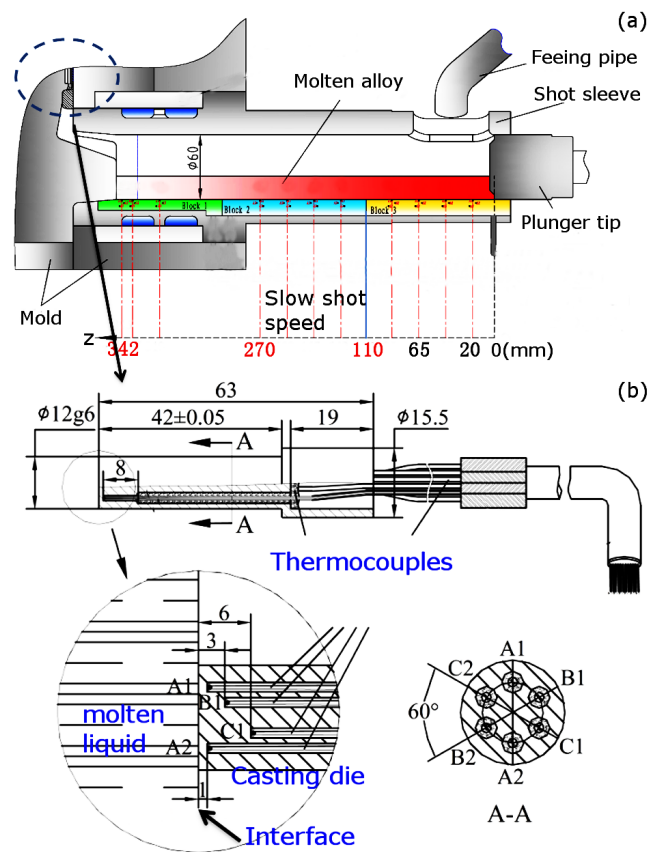 (a)
Feeing pipe
Molten alloy
Shot sleeve
ϕ60
Block
Block 2
Block 3
Plunger tip
Mold
Slow shot
speed
z
342
270
110
65
20
0(mm)
(b)
63
ϕ12g6
42±0.05
19
ϕ15.5
A
8
A
Thermocouples
6
3
A1
B1
C1
A2
molten
liquid
Casting die
1
Interface
A1
C2
B1
60°
B2
C1
A2
A-A